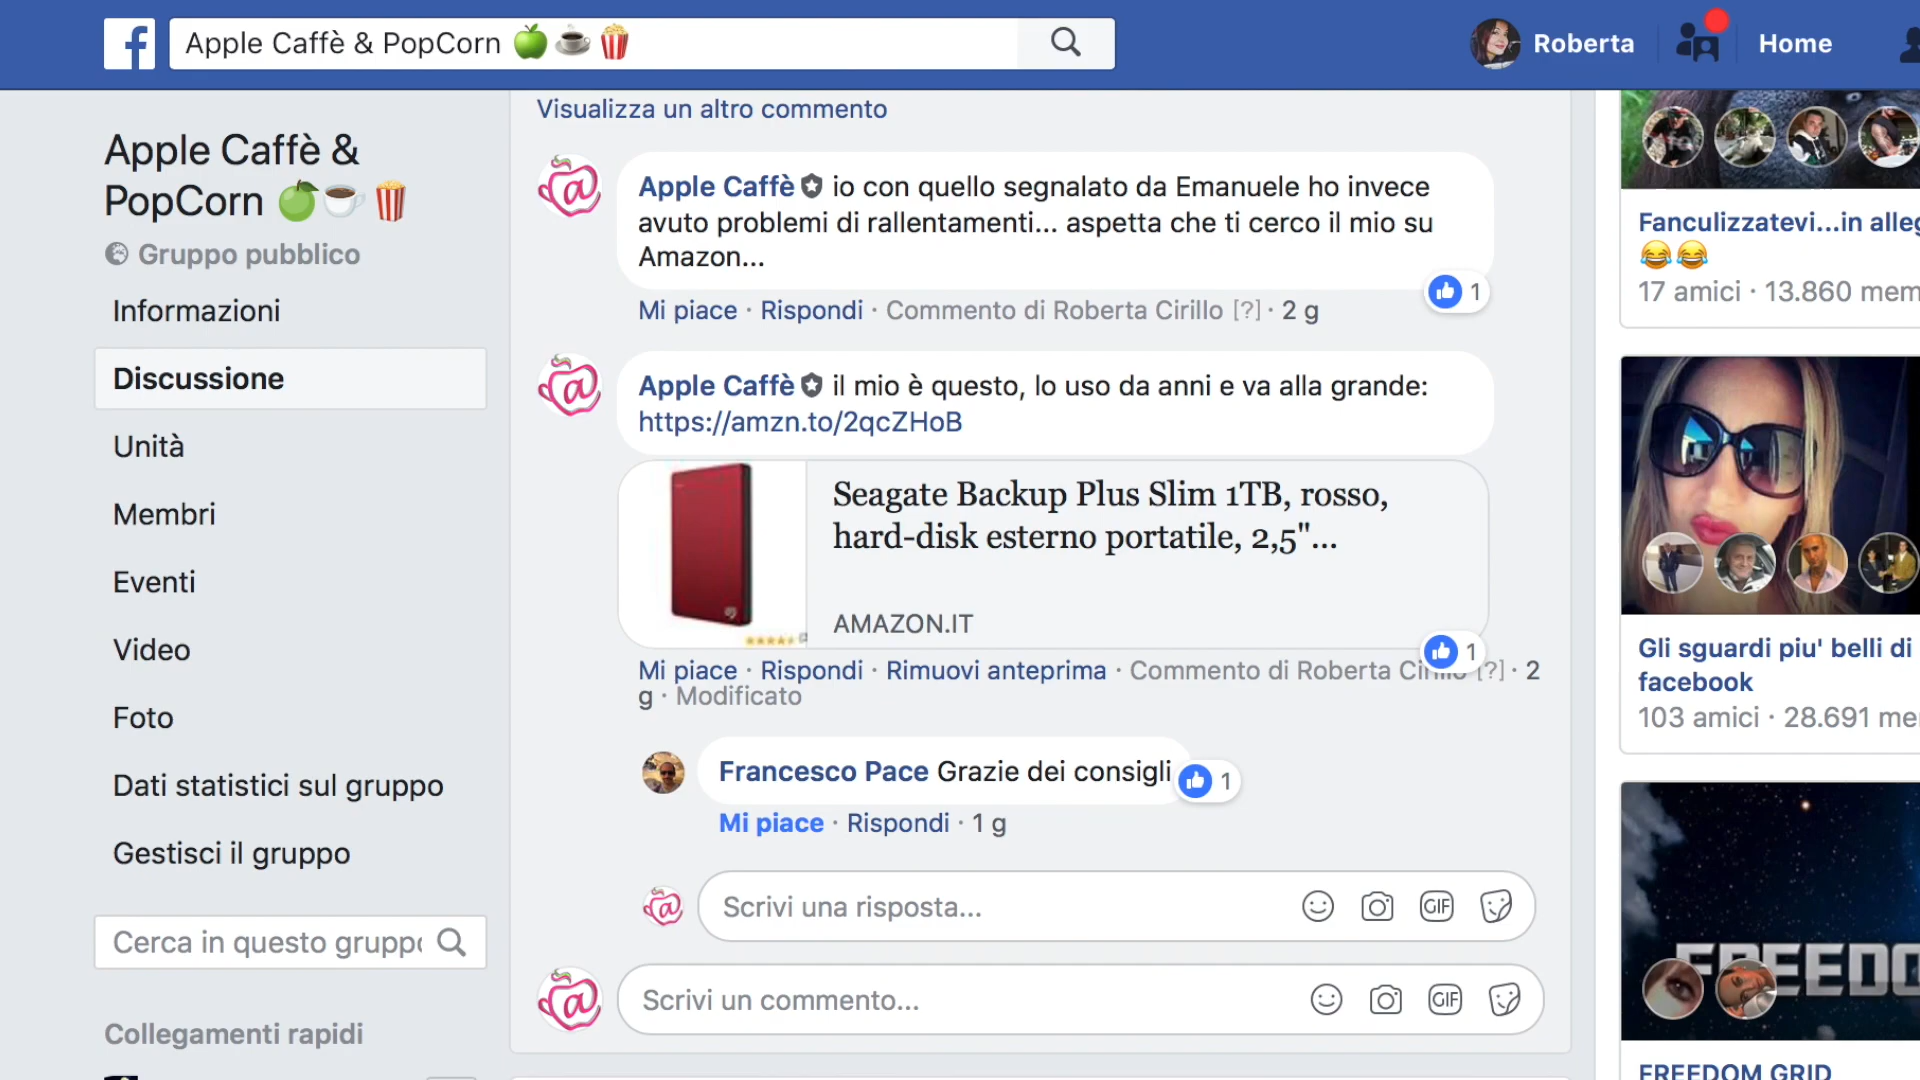 Apple Caffè & PopCorn 🍏☕🍿
Roberta
Home
Apple Caffè &
PopCorn 🍏☕🍿
Gruppo pubblico
Informazioni
Discussione
Unità
Membri
Eventi
Video
Foto
Dati statistici sul gruppo
Gestisci il gruppo
Cerca in questo grupp
Collegamenti rapidi
Visualizza un altro commento
Apple Caffè io con quello segnalato da Emanuele ho invece
avuto problemi di rallentamenti... aspetta che ti cerco il mio su
Amazon...
1
Mi piace · Rispondi · Commento di Roberta Cirillo [?] · 2 g
Apple Caffè il mio è questo, lo uso da anni e va alla grande:
https://amzn.to/2qcZHoB
Seagate Backup Plus Slim 1TB, rosso,
hard-disk esterno portatile, 2,5"...
AMAZON.IT
1
Mi piace · Rispondi · Rimuovi anteprima · Commento di Roberta Cirillo [?] · 2
g · Modificato
Francesco Pace Grazie dei consigli
1
Mi piace · Rispondi · 1 g
Scrivi una risposta...
GIF
Scrivi un commento...
GIF
Fanculizzatevi...in alleg
😂😂
17 amici · 13.860 mem
Gli sguardi piu' belli di
facebook
103 amici · 28.691 me
FREEDO
FREEDOM GRID